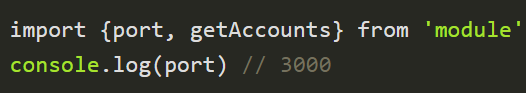 import {port, getAccounts} from 'module'
console.log(port) // 3000